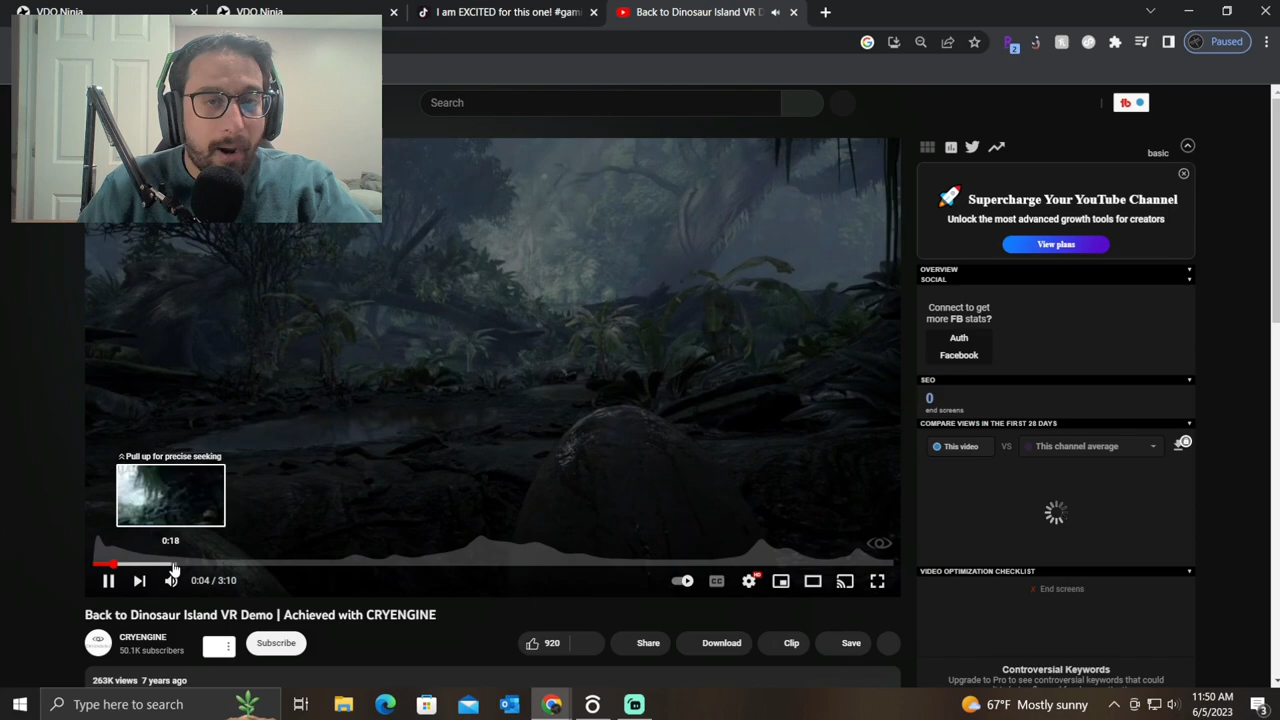 VDO.Ninja
VDO.Ninja
I am EXCITED for this one! #gam
Back to Dinosaur Island VR D
Paused
Search
basic
Supercharge Your YouTube Channel
Unlock the most advanced growth tools for creators
View plans
OVERVIEW
SOCIAL
Connect to get
more FB stats?
Auth
Facebook
SEO
0
end screens
COMPARE VIEWS IN THE FIRST 28 DAYS
This video VS This channel average
VIDEO OPTIMIZATION CHECKLIST
x End screens
Controversial Keywords
Upgrade to Pro to see controversial keywords that could
Pull up for precise seeking
0:18
0:04 / 3:10
CC
HD
Back to Dinosaur Island VR Demo | Achieved with CRYENGINE
CRYENGINE
50.1K subscribers
Subscribe
920
Share
Download
Clip
Save
263K views 7 years ago
Type here to search
67°F Mostly sunny
11:50 AM
6/5/2023
3